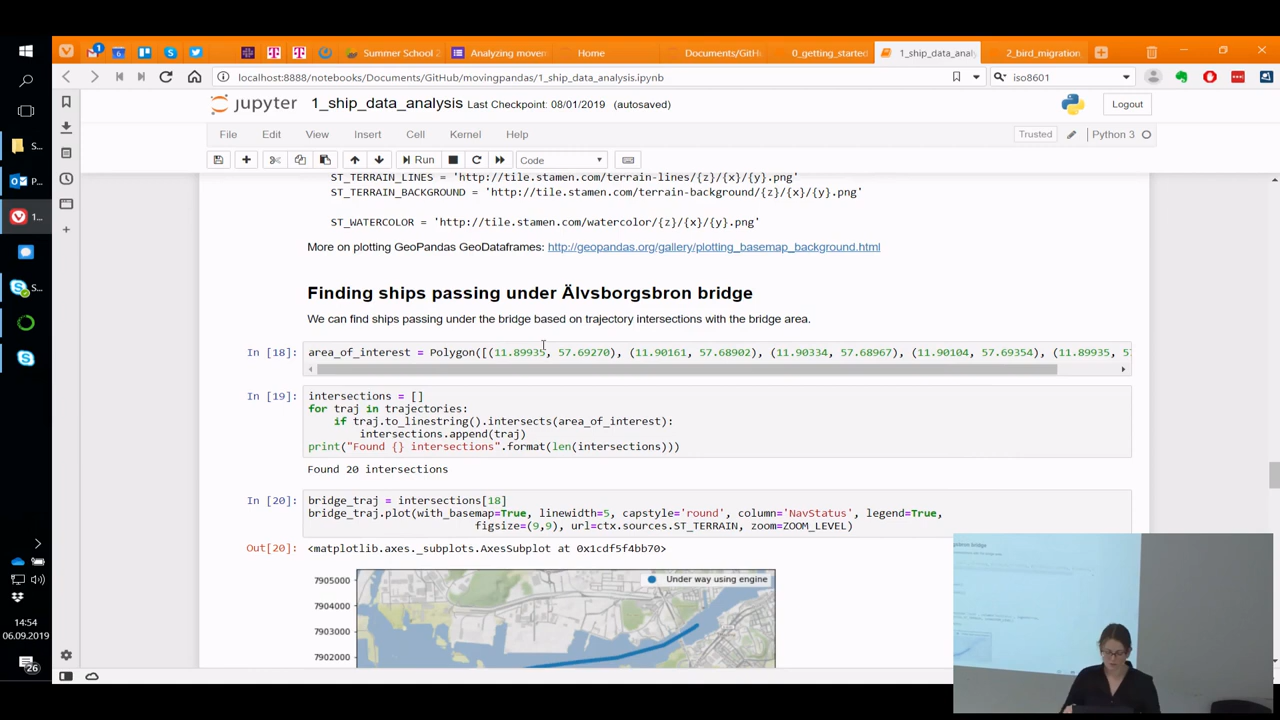 1
6
Summer School 2
Analyzing movem
Home
Documents/GitH
0_getting_started
1_ship_data_analy
2_bird_migration
localhost:8888/notebooks/Documents/GitHub/movingpandas/1_ship_data_analysis.ipynb
iso8601
jupyter 1_ship_data_analysis Last Checkpoint: 08/01/2019 (autosaved)
Logout
File Edit View Insert Cell Kernel Help
Trusted Python 3
Run Code
ST_TERRAIN_LINES = 'http://tile.stamen.com/terrain-lines/{z}/{x}/{y}.png'
ST_TERRAIN_BACKGROUND = 'http://tile.stamen.com/terrain-background/{z}/{x}/{y}.png'
ST_WATERCOLOR = 'http://tile.stamen.com/watercolor/{z}/{x}/{y}.png'
More on plotting GeoPandas GeoDataframes: http://geopandas.org/gallery/plotting_basemap_background.html
Finding ships passing under Älvsborgsbron bridge
We can find ships passing under the bridge based on trajectory intersections with the bridge area.
In [18]: area_of_interest = Polygon([(11.89935, 57.69270), (11.90161, 57.68902), (11.90334, 57.68967), (11.90104, 57.69354), (11.89935, 5
In [19]: intersections = []
for traj in trajectories:
if traj.to_linestring().intersects(area_of_interest):
intersections.append(traj)
print("Found {} intersections".format(len(intersections)))
Found 20 intersections
In [20]: bridge_traj = intersections[18]
bridge_traj.plot(with_basemap=True, linewidth=5, capstyle='round', column='NavStatus', legend=True,
figsize=(9,9), url=ctx.sources.ST_TERRAIN, zoom=ZOOM_LEVEL)
Out[20]: <matplotlib.axes._subplots.AxesSubplot at 0x1cdf5f4bb70>
Under way using engine
7905000
7904000
7903000
7902000
S...
P...
1...
S...
14:54
06.09.2019
26